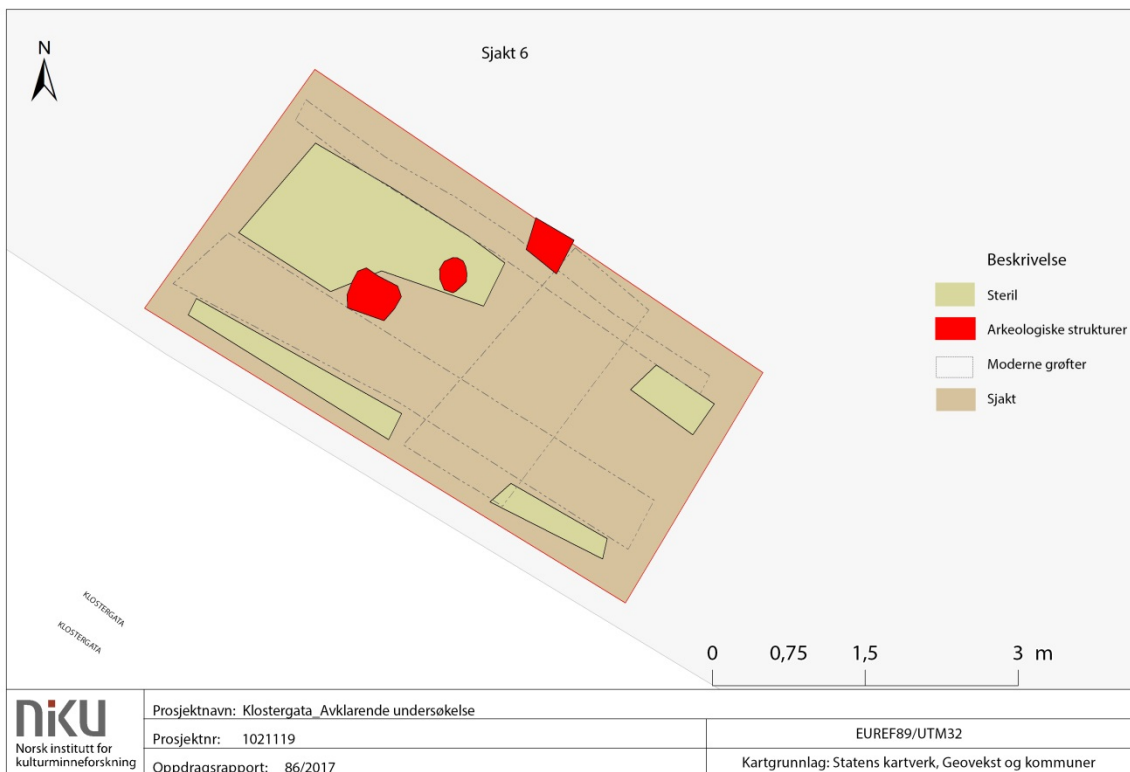 Sjakt 6
N
Beskrivelse
Steril
Arkeologiske strukturer
Moderne grøfter
Sjakt
KLOSTERGATA
KLOSTERGATA
0 0,75 1,5 3 m
niku
Norsk institutt for
kulturminneforskning
Prosjektnavn: Klostergata_Avklarende undersøkelse
Prosjektnr: 1021119
Oppdragsrapport: 86/2017
EUREF89/UTM32
Kartgrunnlag: Statens kartverk, Geovekst og kommuner